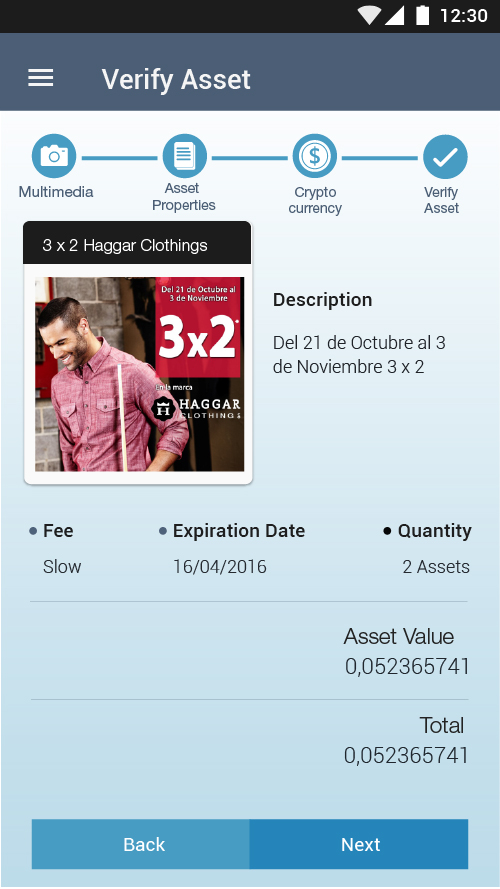 12:30
Verify Asset
Multimedia
Asset
Properties
Crypto
currency
Verify
Asset
$
3 x 2 Haggar Clothings
Del 21 de Octubre al
3 de Noviembre
3x2*
En la marca
H HAGGAR
CLOTHING
Description
Del 21 de Octubre al 3
de Noviembre 3 x 2
Fee
Slow
Expiration Date
16/04/2016
Quantity
2 Assets
Asset Value
0,052365741
Total
0,052365741
Back
Next